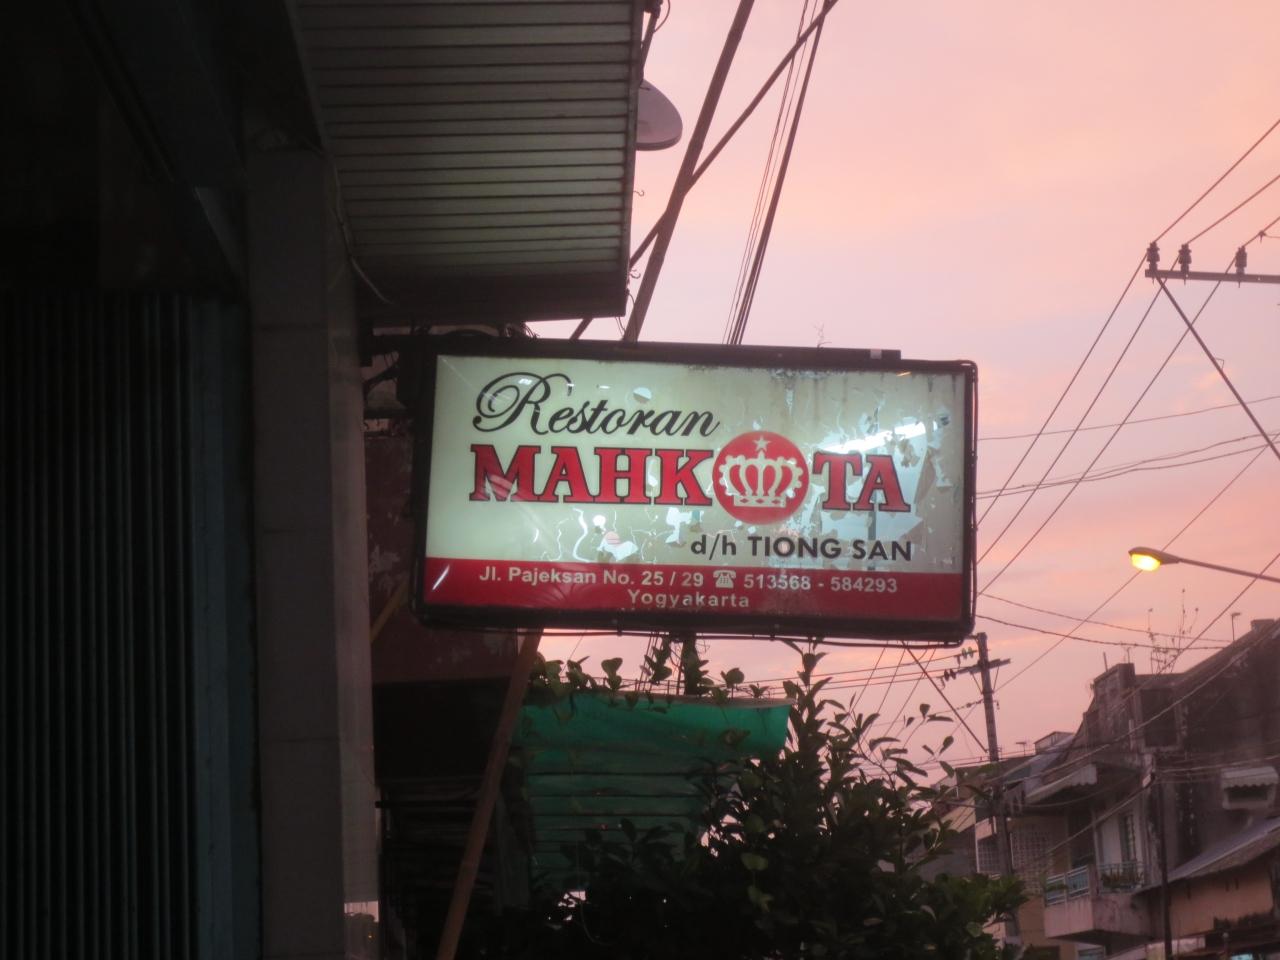 Restoran
MAHKOTA
d/h TIONG SAN
Jl. Pajeksan No. 25 / 29 ☎ 513568 - 584293
Yogyakarta